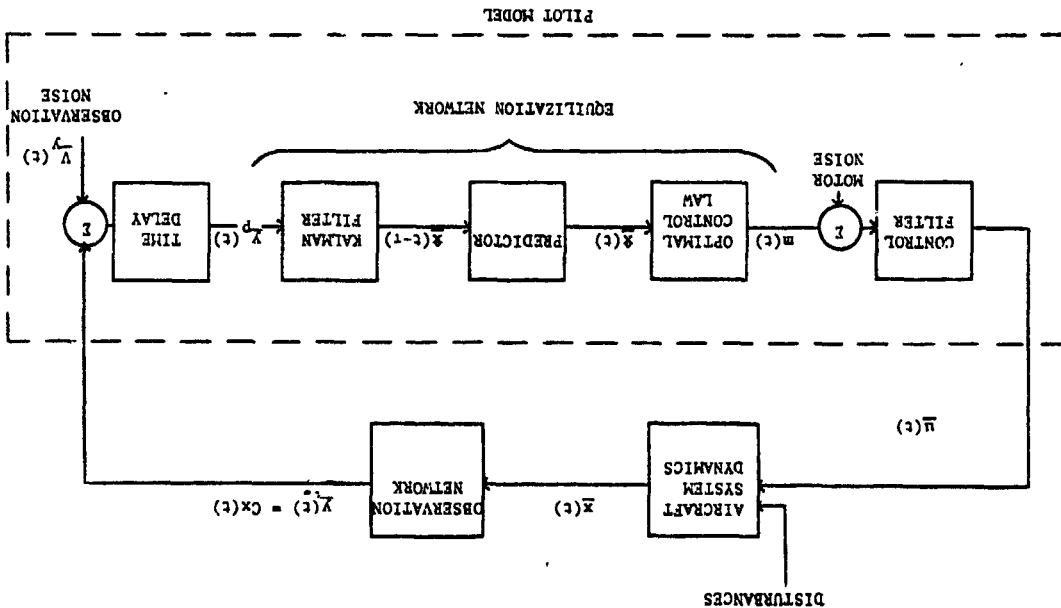 DISTURBANCES
AIRCRAFT
SYSTEM
DYNAMICS
x̅(t)
OBSERVATION
NETWORK
y̅(t) = Cx(t)
u̅(t)
CONTROL
FILTER
Σ
m(t)
OPTIMAL
CONTROL
LAW
x̂(t)
PREDICTOR
x̂(t-τ)
KALMAN
FILTER
y̅p(t)
TIME
DELAY
Σ
MOTOR
NOISE
V̅y(t)
OBSERVATION
NOISE
EQUILIZATION NETWORK
PILOT MODEL